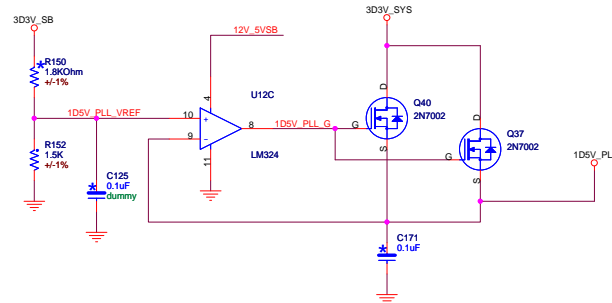 3D3V_SB
3D3V_SYS
12V_5VSB
R150
1.8KOhm
+/-1%
U12C
1D5V_PLL_VREF
10
+
4
9
-
11
8
LM324
1D5V_PLL_G
G
D
S
Q40
2N7002
G
D
S
Q37
2N7002
1D5V_PL
R152
1.5K
+/-1%
C125
0.1uF
dummy
C171
0.1uF